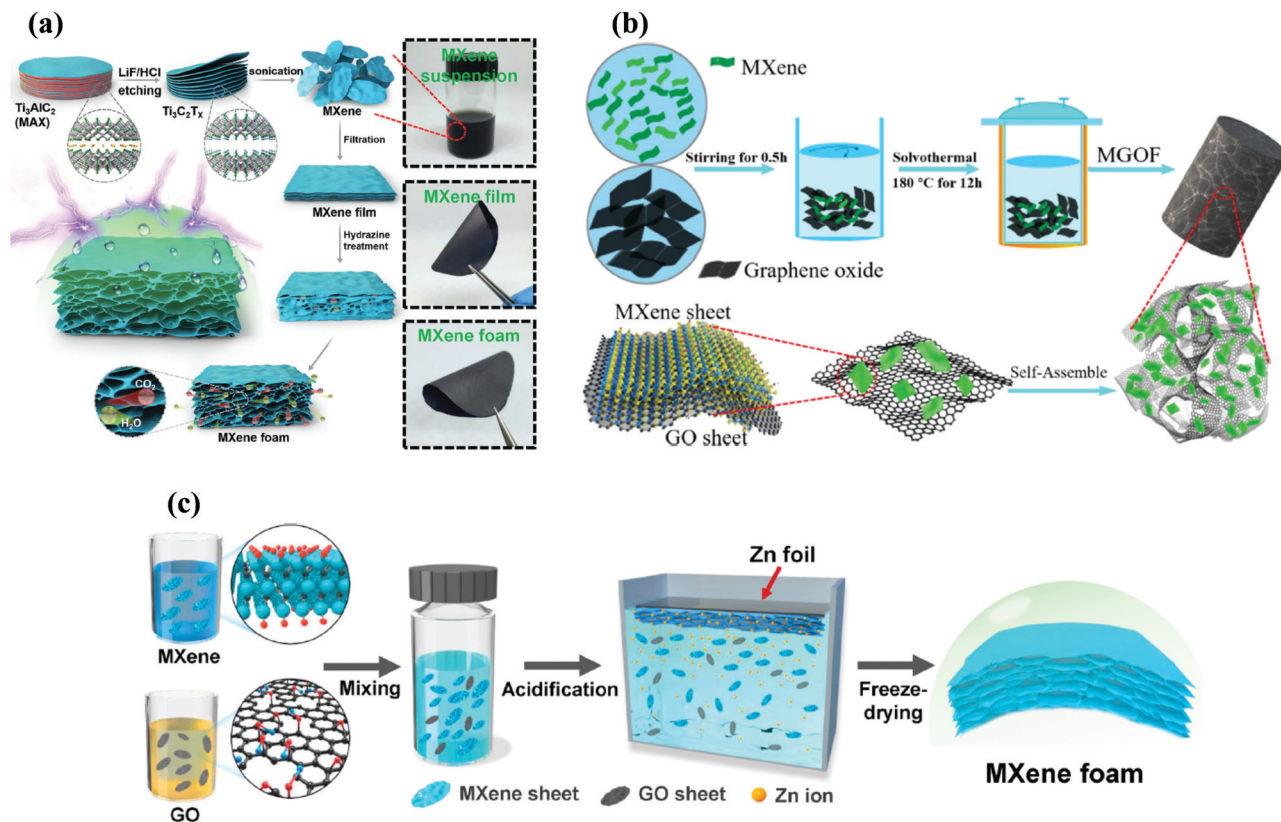 (a)
LiF/HCl
etching
sonication
Ti₃AlC₂
(MAX)
Ti₃C₂Tₓ
MXene
Filtration
MXene film
Hydrazine
treatment
CO₂
H₂O
MXene foam
MXene
suspension
MXene film
MXene foam
(b)
MXene
Stirring for 0.5h
Solvothermal
180 °C for 12h
MGOF
Graphene oxide
MXene sheet
GO sheet
Self-Assemble
(c)
MXene
GO
Mixing
Acidification
Zn foil
Freeze-
drying
MXene foam
MXene sheet
GO sheet
Zn ion